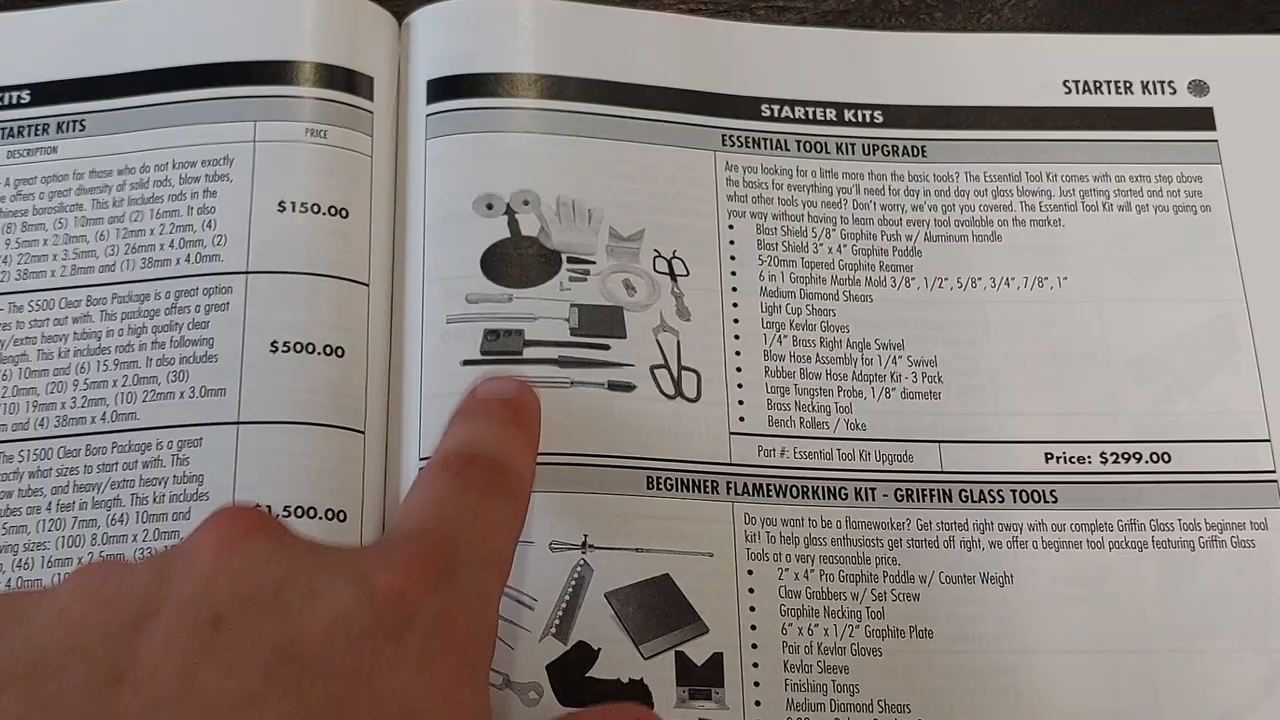 KITS
TARTER KITS
PRICE
DESCRIPTION
- A great option for those who do not know exactly
e offers a great diversity of solid rods, blow tubes,
hinese borosilicate. This kit includes rods in the
(8) 8mm, (5) 10mm and (2) 16mm. It also
9.5mm x 2.0mm, (6) 12mm x 2.2mm, (4)
4) 22mm x 3.5mm, (3) 26mm x 4.0mm, (2)
2) 38mm x 2.8mm and (1) 38mm x 4.0mm.
$150.00
- The $500 Clear Boro Package is a great option
zes to start out with. This package offers a great
y/extra heavy tubing in a high quality clear
length. This kit includes rods in the following
6) 10mm and (6) 15.9mm. It also includes
2.0mm, (20) 9.5mm x 2.0mm, (30)
10) 19mm x 3.2mm, (10) 22mm x 3.0mm
m and (4) 38mm x 4.0mm.
$500.00
The $1500 Clear Boro Package is a great
xactly what sizes to start out with. This
ow tubes, and heavy/extra heavy tubing
ubes are 4 feet in length. This kit includes
5mm, (120) 7mm, (64) 10mm and
ving sizes: (100) 8.0mm x 2.0mm,
, (46) 16mm x 2.5mm, (33)
4.0mm,
$1,500.00
STARTER KITS
STARTER KITS
ESSENTIAL TOOL KIT UPGRADE
Are you looking for a little more than the basic tools? The Essential Tool Kit comes with an extra step above
the basics for everything you'll need for day in and day out glass blowing. Just getting started and not sure
what other tools you need? Don't worry, we've got you covered. The Essential Tool Kit will get you going on
your way without having to learn about every tool available on the market.
• Blast Shield 5/8" Graphite Push w/ Aluminum handle
• Blast Shield 3" x 4" Graphite Paddle
• 5-20mm Tapered Graphite Reamer
• 6 in 1 Graphite Marble Mold 3/8", 1/2", 5/8", 3/4", 7/8", 1"
• Medium Diamond Shears
• Light Cup Shears
• Large Kevlar Gloves
• 1/4" Brass Right Angle Swivel
• Blow Hose Assembly for 1/4" Swivel
• Rubber Blow Hose Adapter Kit - 3 Pack
• Large Tungsten Probe, 1/8" diameter
• Brass Necking Tool
• Bench Rollers / Yoke
Part #: Essential Tool Kit Upgrade
Price: $299.00
BEGINNER FLAMEWORKING KIT - GRIFFIN GLASS TOOLS
Do you want to be a flameworker? Get started right away with our complete Griffin Glass Tools beginner tool
kit! To help glass enthusiasts get started off right, we offer a beginner tool package featuring Griffin Glass
Tools at a very reasonable price.
• 2" x 4" Pro Graphite Paddle w/ Counter Weight
• Claw Grabbers w/ Set Screw
• Graphite Necking Tool
• 6" x 6" x 1/2" Graphite Plate
• Pair of Kevlar Gloves
• Kevlar Sleeve
• Finishing Tongs
• Medium Diamond Shears